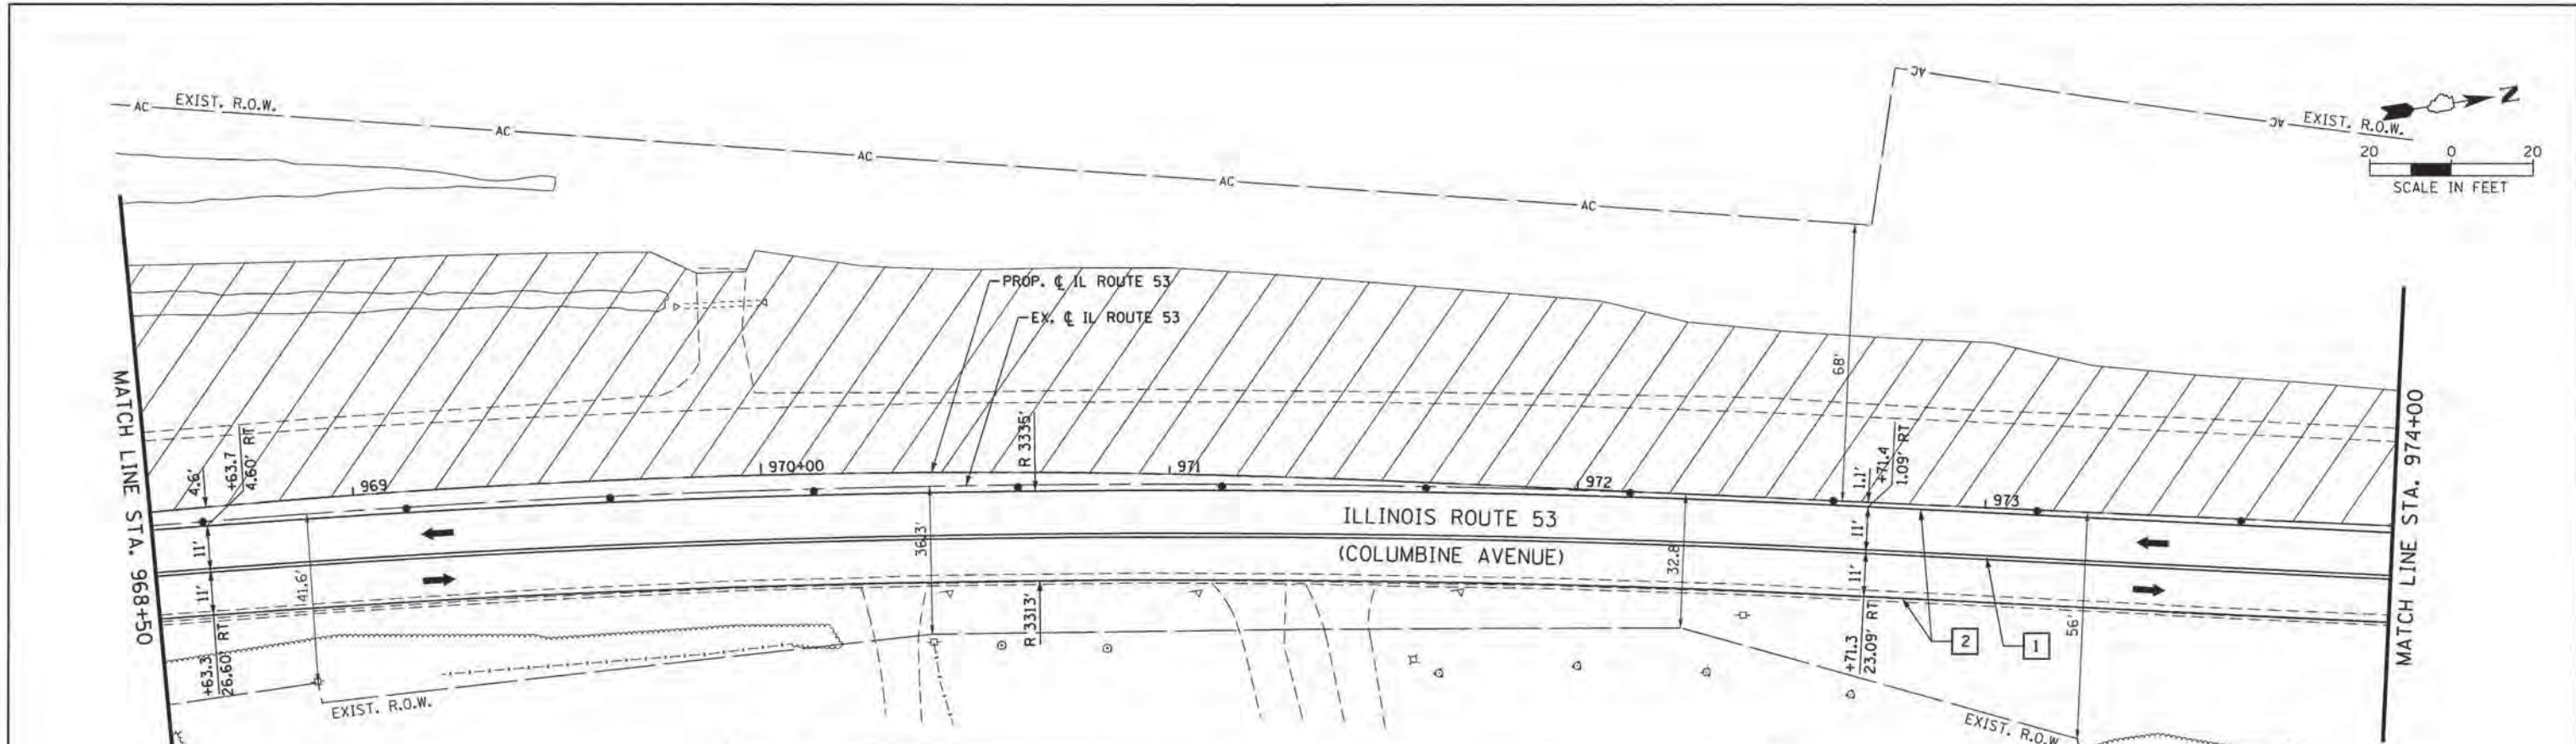 AC EXIST. R.O.W.
AC
AC
AC
AC
AC
AC EXIST. R.O.W.
N
20 0 20
SCALE IN FEET
PROP. ℄ IL ROUTE 53
EX. ℄ IL ROUTE 53
68'
MATCH LINE STA. 968+50
MATCH LINE STA. 974+00
4.6'
+63.7
4.60' RT
969
970+00
R 3335'
971
972
1.1'
+71.4
1.09' RT
973
11'
11'
41.6'
36.3'
ILLINOIS ROUTE 53
(COLUMBINE AVENUE)
32.8
11'
11'
56'
+63.3
26.60' RT
R 3313'
+71.3
23.09' RT
2
1
EXIST. R.O.W.
EXIST. R.O.W.